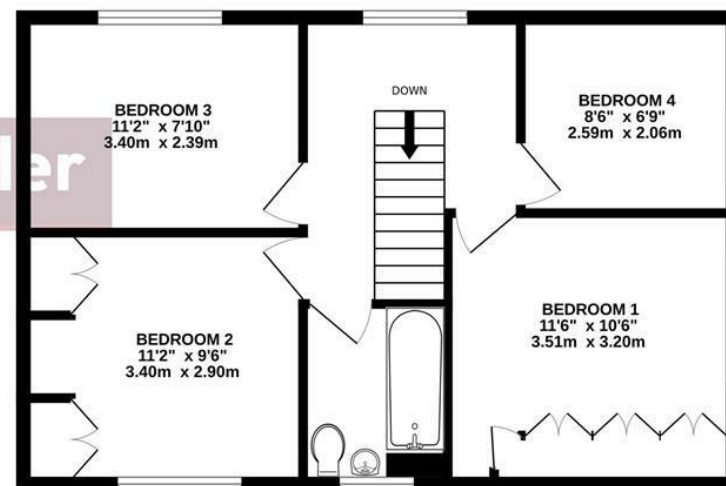 BEDROOM 3
11'2" x 7'10"
3.40m x 2.39m
DOWN
BEDROOM 4
8'6" x 6'9"
2.59m x 2.06m
ler
BEDROOM 2
11'2" x 9'6"
3.40m x 2.90m
BEDROOM 1
11'6" x 10'6"
3.51m x 3.20m